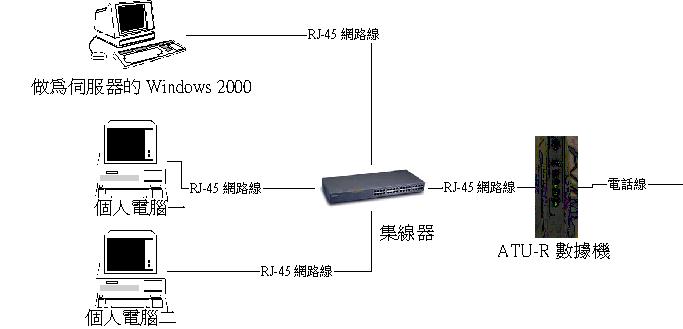 RJ-45 網路線
做為伺服器的 Windows 2000
RJ-45 網路線
個人電腦一
RJ-45 網路線
電話線
集線器
ATU-R 數據機
RJ-45 網路線
個人電腦二